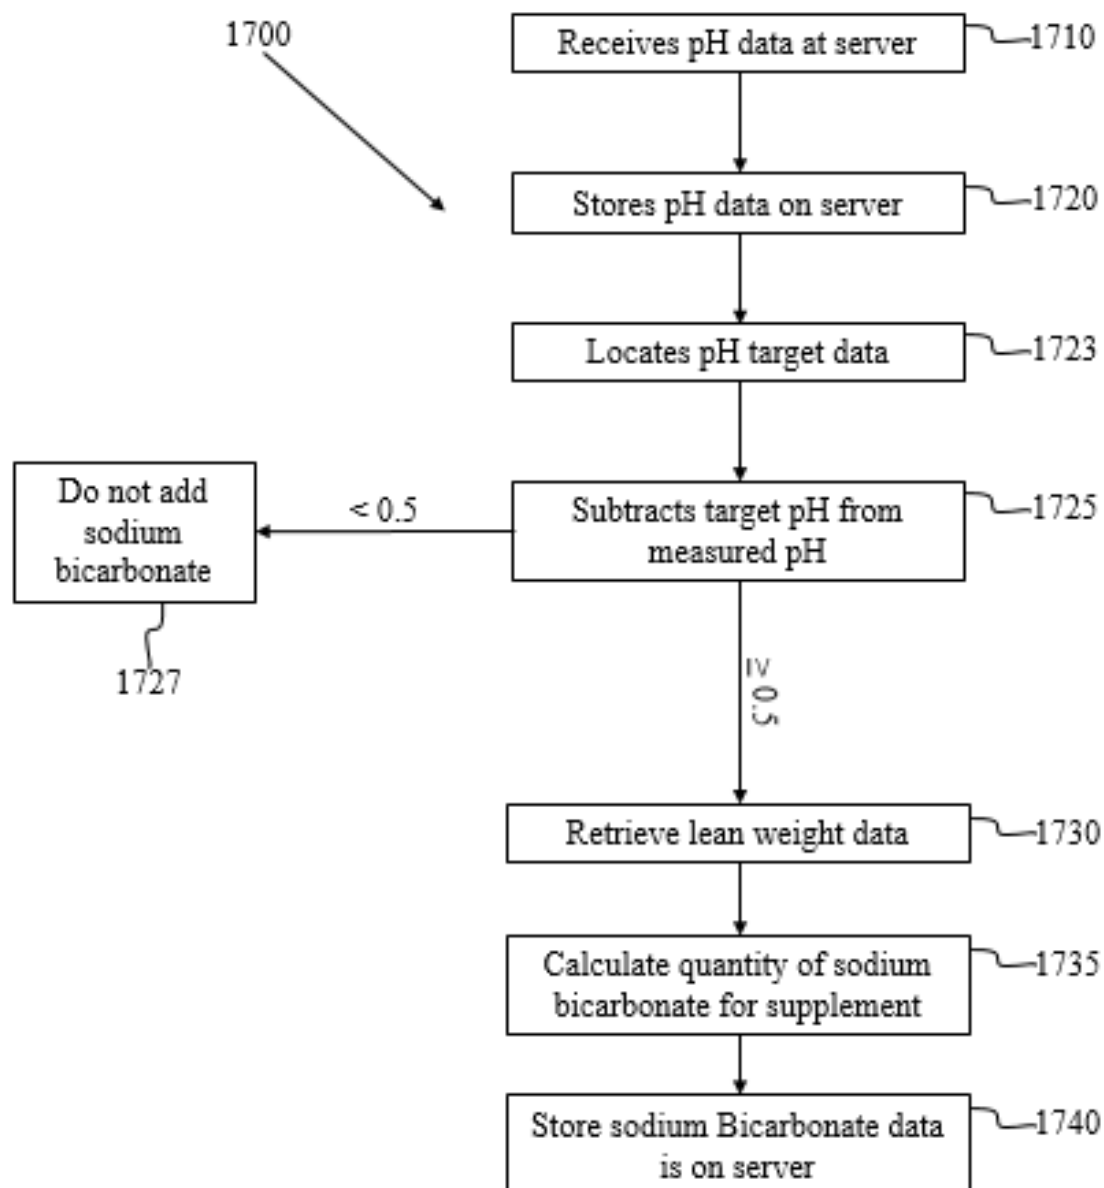 1700
Receives pH data at server
1710
Stores pH data on server
1720
Locates pH target data
1723
Do not add
sodium
bicarbonate
1727
< 0.5
Subtracts target pH from
measured pH
1725
≥ 0.5
Retrieve lean weight data
1730
Calculate quantity of sodium
bicarbonate for supplement
1735
Store sodium Bicarbonate data
is on server
1740